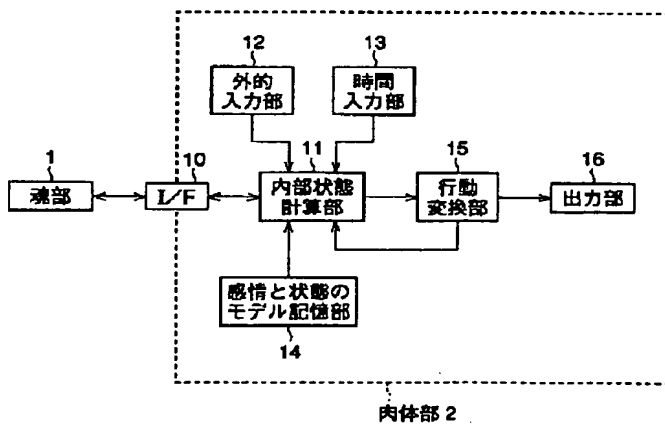 12
13
外的
入力部
時間
入力部
1
10
11
15
16
魂部
I/F
内部状態
計算部
行動
変換部
出力部
感情と状態の
モデル記憶部
14
肉体部2